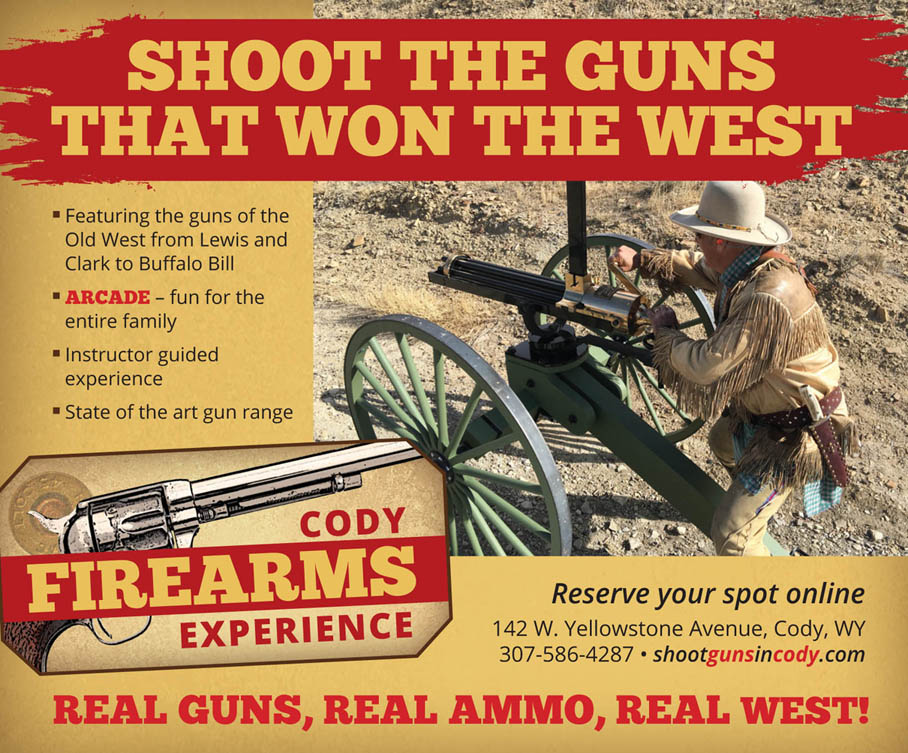 SHOOT THE GUNS
THAT WON THE WEST
▪ Featuring the guns of the
Old West from Lewis and
Clark to Buffalo Bill
▪ ARCADE – fun for the
entire family
▪ Instructor guided
experience
▪ State of the art gun range
CODY
FIREARMS
EXPERIENCE
Reserve your spot online
142 W. Yellowstone Avenue, Cody, WY
307-586-4287 • shootgunsincody.com
REAL GUNS, REAL AMMO, REAL WEST!